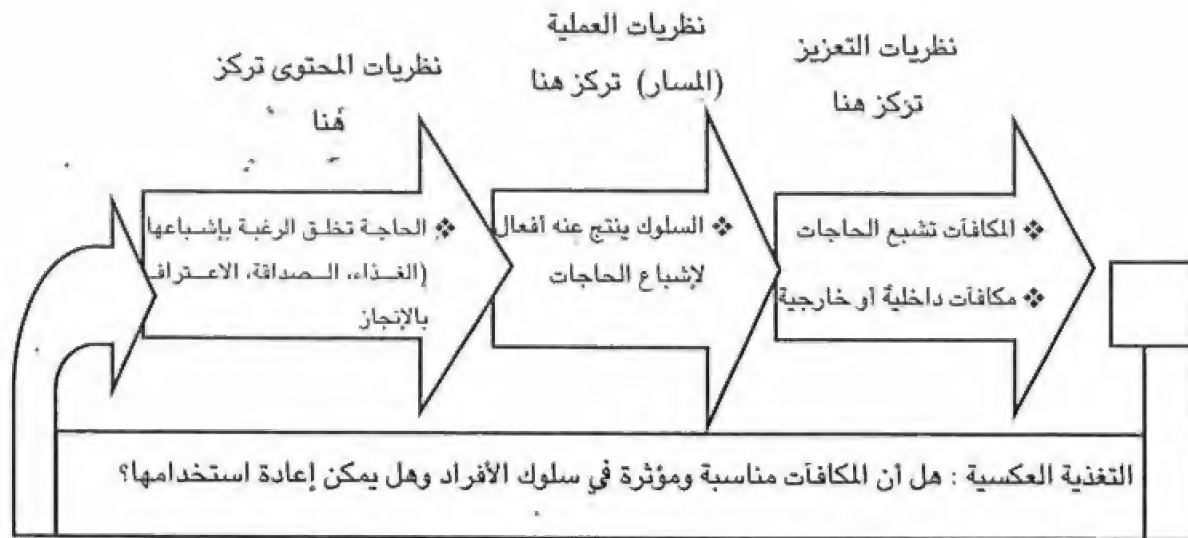 نظريات المحتوى تركز
هُنا
نظريات العملية
(المسار) تركز هنا
نظريات التعزيز
تركز هنا
❖ الحاجة تخلق الرغبة بإشباعها
(الغذاء، الصداقة، الاعتراف
بالإنجاز
❖ السلوك ينتج عنه أفعال
لإشباع الحاجات
❖ المكافآت تشبع الحاجات
❖ مكافآت داخلية أو خارجية
التغذية العكسية : هل أن المكافآت مناسبة ومؤثرة في سلوك الأفراد وهل يمكن إعادة استخدامها؟